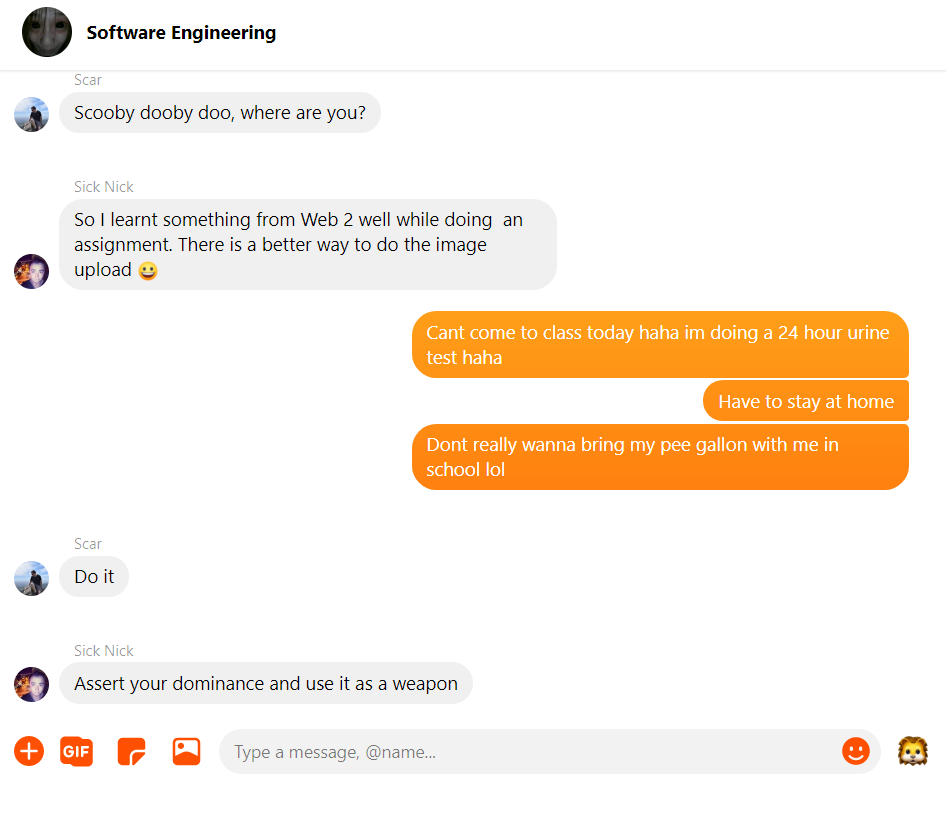 Software Engineering
Scar
Scooby dooby doo, where are you?
Sick Nick
So I learnt something from Web 2 well while doing  an
assignment. There is a better way to do the image
upload 😀
Cant come to class today haha im doing a 24 hour urine
test haha
Have to stay at home
Dont really wanna bring my pee gallon with me in
school lol
Scar
Do it
Sick Nick
Assert your dominance and use it as a weapon
GIF
Type a message, @name...